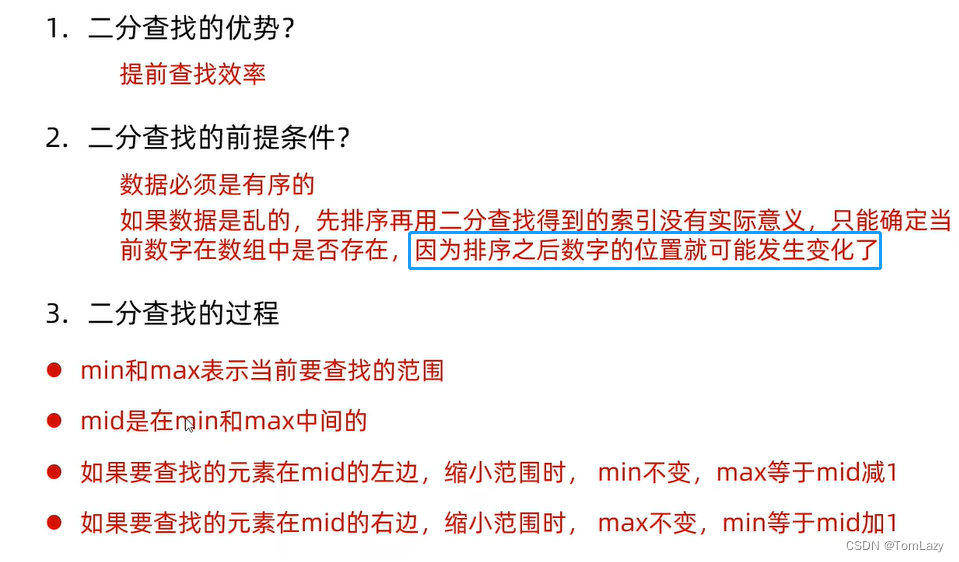 1. 二分查找的优势?
提前查找效率
2. 二分查找的前提条件?
数据必须是有序的
如果数据是乱的，先排序再用二分查找得到的索引没有实际意义，只能确定当
前数字在数组中是否存在，因为排序之后数字的位置就可能发生变化了
3. 二分查找的过程
● min和max表示当前要查找的范围
● mid是在min和max中间的
● 如果要查找的元素在mid的左边，缩小范围时， min不变，max等于mid减1
● 如果要查找的元素在mid的右边，缩小范围时， max不变，min等于mid加1
CSDN @TomLazy